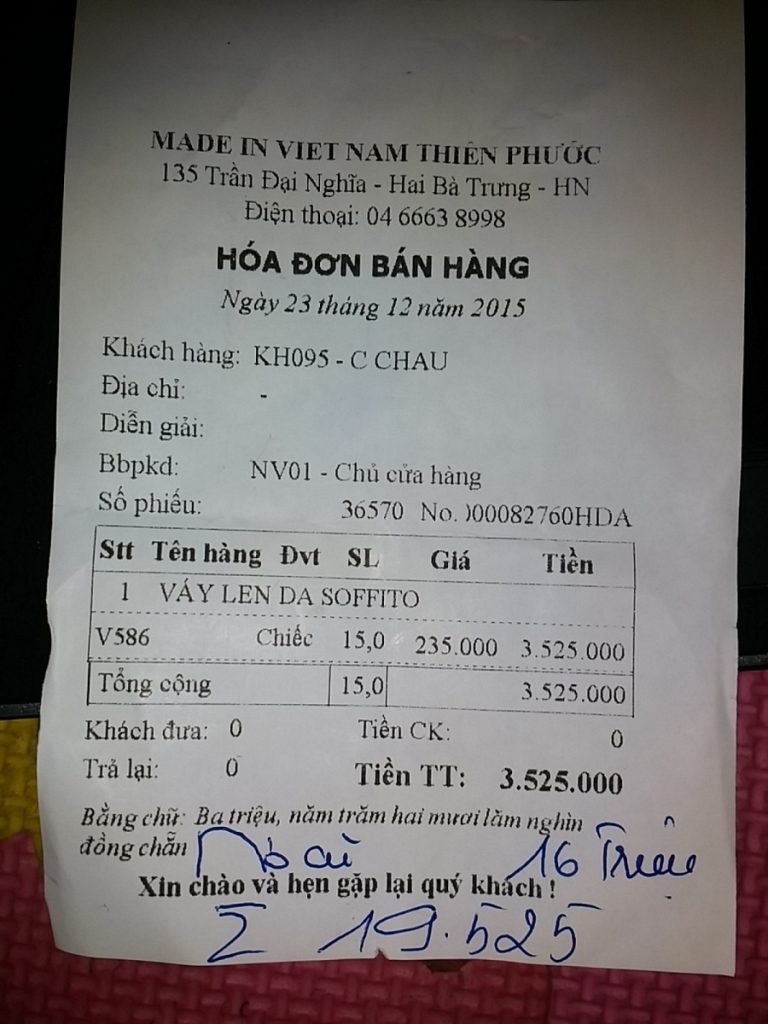 MADE IN VIET NAM THIÊN PHƯỚC
135 Trần Đại Nghĩa - Hai Bà Trưng - HN
Điện thoại: 04 6663 8998
HÓA ĐƠN BÁN HÀNG
Ngày 23 tháng 12 năm 2015
Khách hàng: KH095 - C CHAU
Địa chỉ: -
Diễn giải:
Bbpkd: NV01 - Chủ cửa hàng
Số phiếu: 36570 No. )00082760HDA
Stt Tên hàng Đvt SL Giá Tiền
1 VÁY LEN DA SOFFITO
V586 Chiếc 15,0 235.000 3.525.000
Tổng cộng 15,0 3.525.000
Khách đưa: 0 Tiền CK: 0
Trả lại: 0 Tiền TT: 3.525.000
Bằng chữ: Ba triệu, năm trăm hai mươi lăm nghìn
đồng chẵn
Nợ cũ 16 Triệu
Xin chào và hẹn gặp lại quý khách !
Σ 19.525